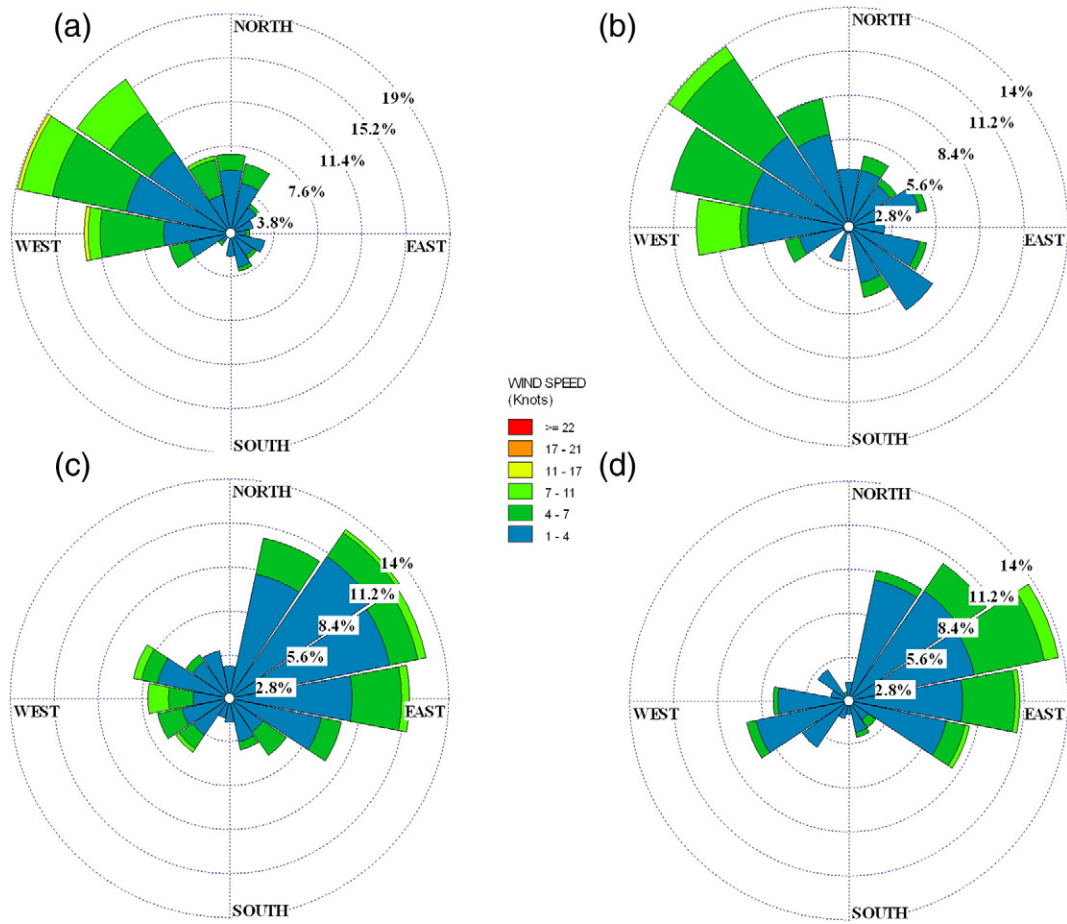 (a)
NORTH
19%
15.2%
11.4%
7.6%
3.8%
WEST
EAST
SOUTH
(b)
NORTH
14%
11.2%
8.4%
5.6%
2.8%
WEST
EAST
SOUTH
WIND SPEED
(Knots)
>= 22
17 - 21
11 - 17
7 - 11
4 - 7
1 - 4
(c)
NORTH
14%
11.2%
8.4%
5.6%
2.8%
WEST
EAST
SOUTH
(d)
NORTH
14%
11.2%
8.4%
5.6%
2.8%
WEST
EAST
SOUTH